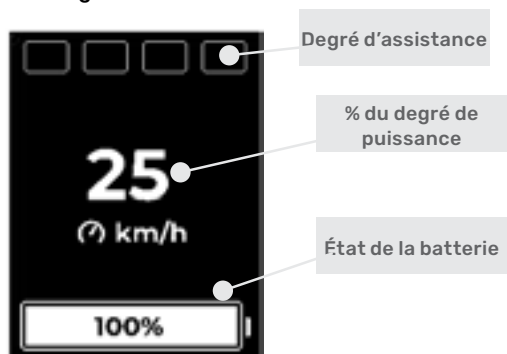 Degré d'assistance
% du degré de
puissance
25
km/h
État de la batterie
100%